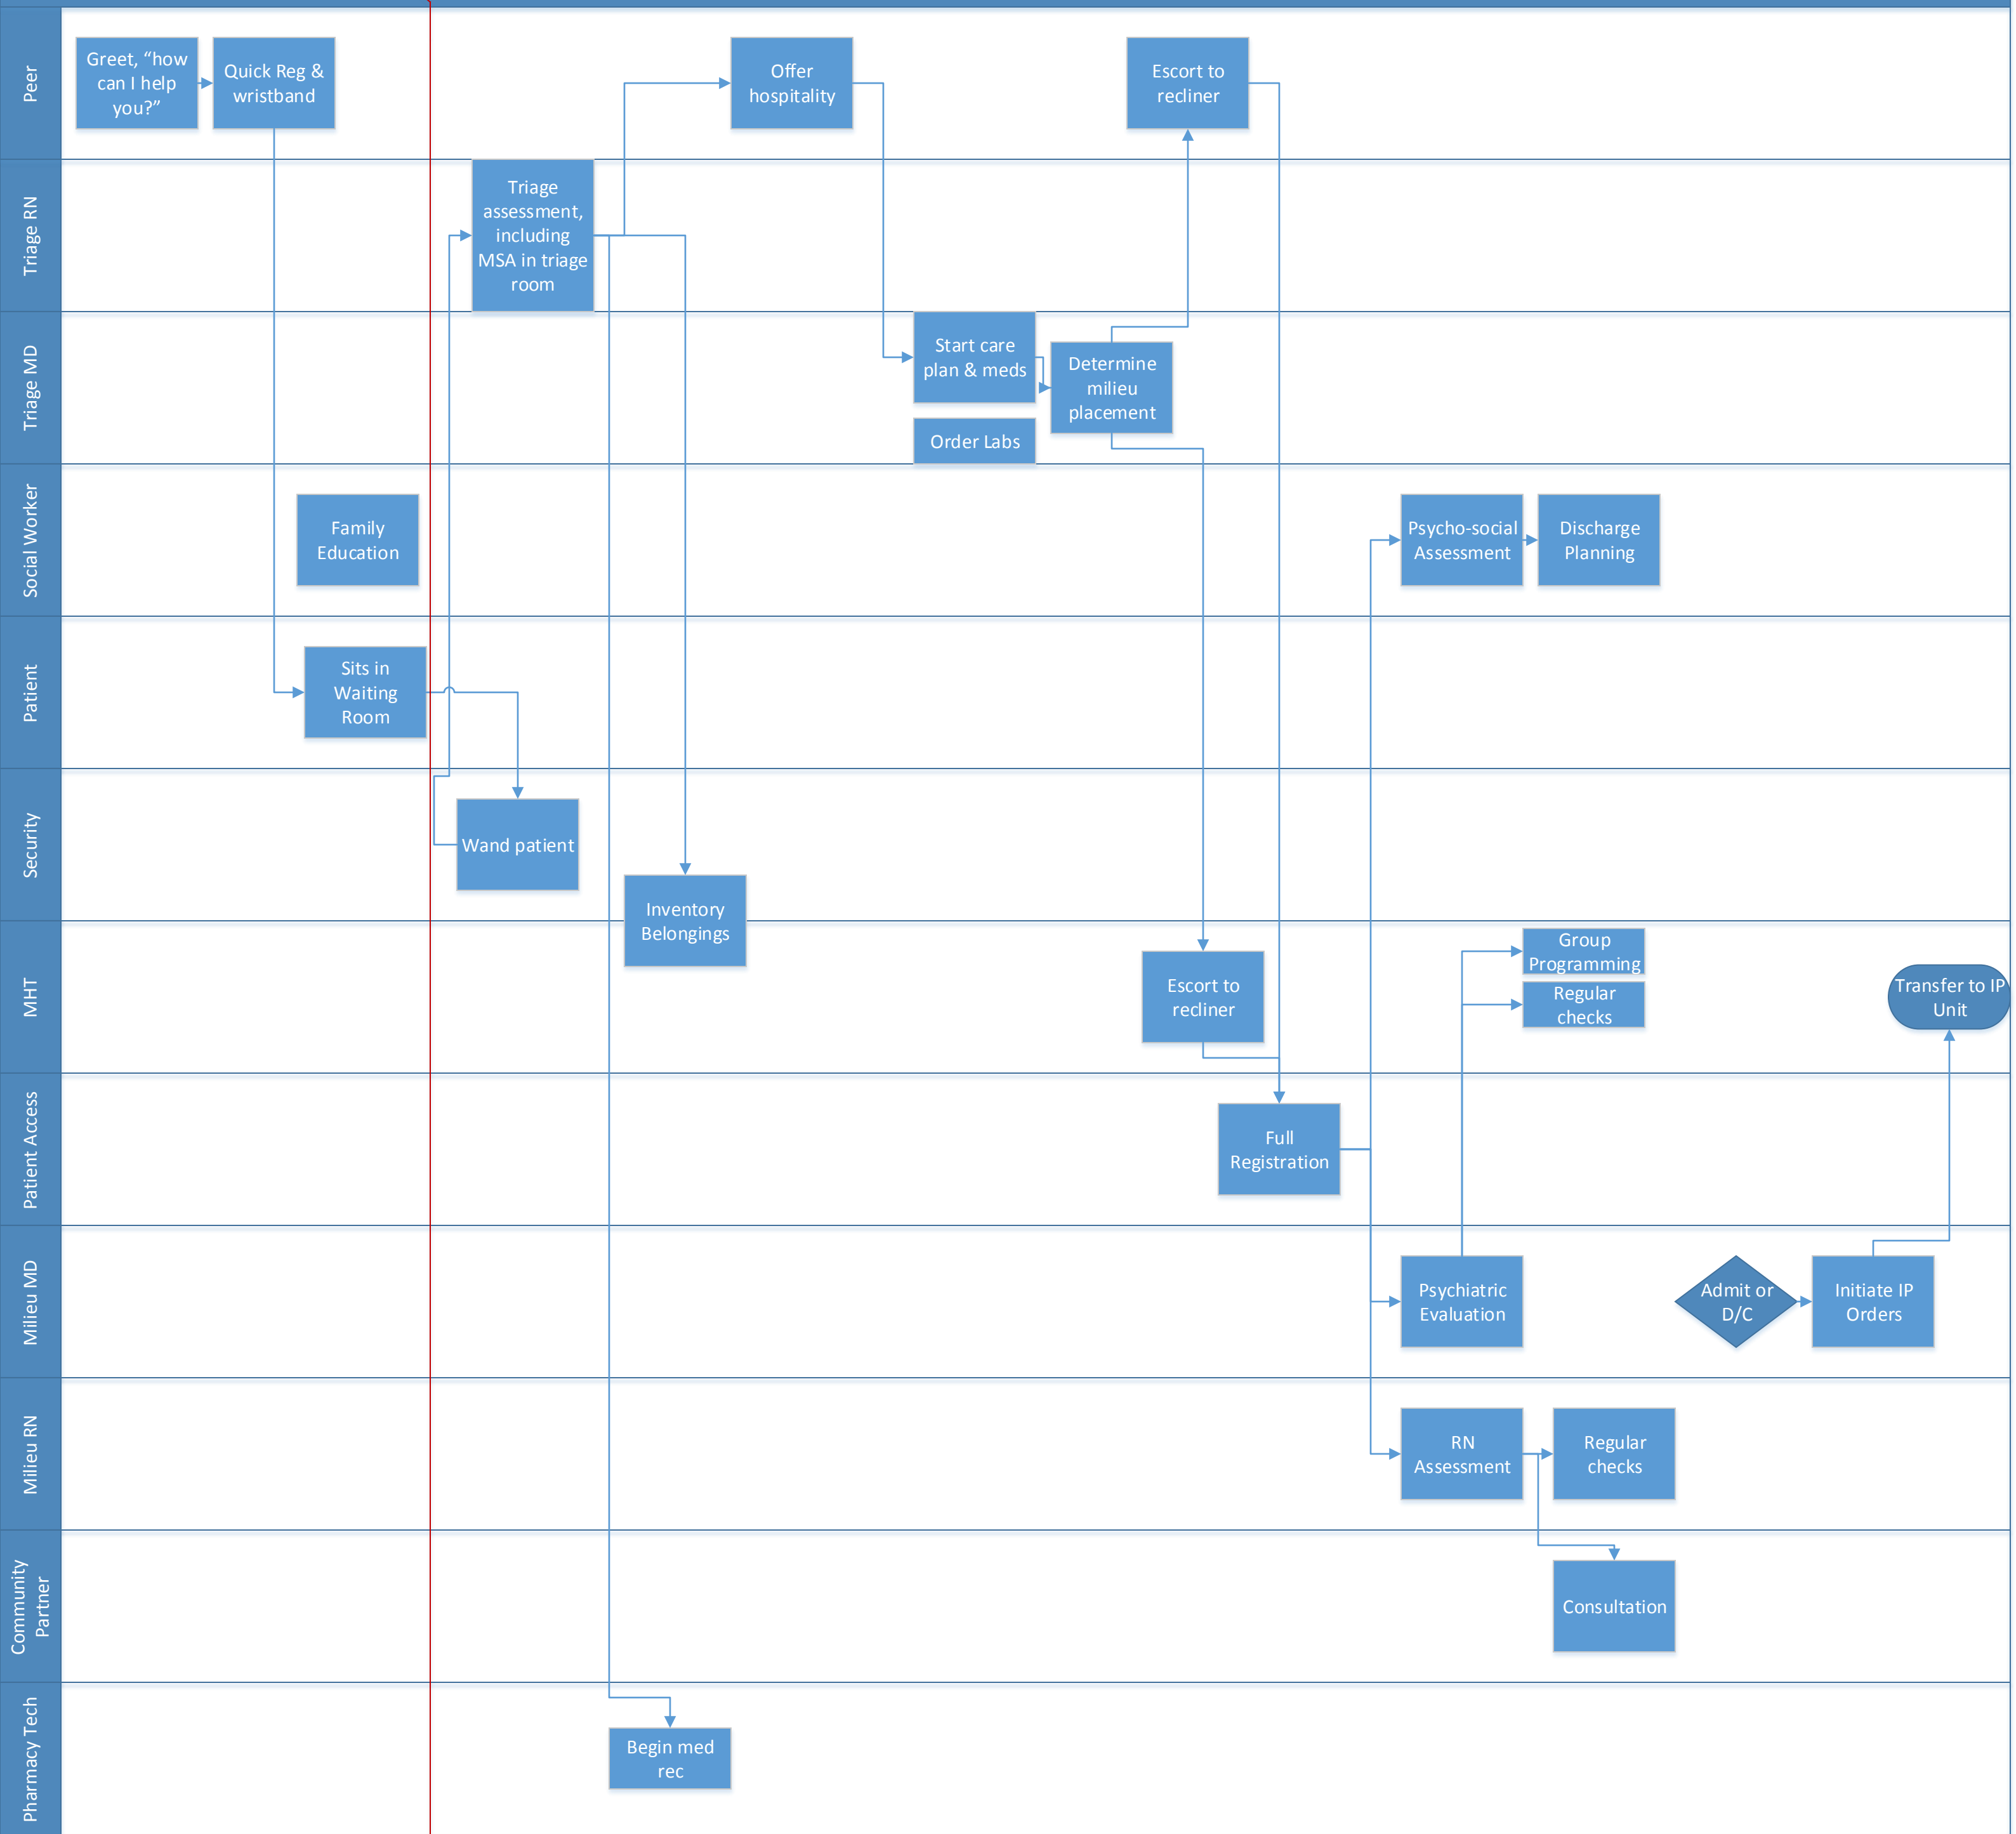 Peer
Greet, “how
can I help
you?”
Quick Reg &
wristband
Offer
hospitality
Escort to
recliner
Triage RN
Triage
assessment,
including
MSA in triage
room
Triage MD
Start care
plan & meds
Determine
milieu
placement
Order Labs
Social Worker
Family
Education
Psycho-social
Assessment
Discharge
Planning
Patient
Sits in
Waiting
Room
Security
Wand patient
Inventory
Belongings
MHT
Escort to
recliner
Group
Programming
Regular
checks
Transfer to IP
Unit
Patient Access
Full
Registration
Milieu MD
Psychiatric
Evaluation
Admit or
D/C
Initiate IP
Orders
Milieu RN
RN
Assessment
Regular
checks
Community
Partner
Consultation
Pharmacy Tech
Begin med
rec